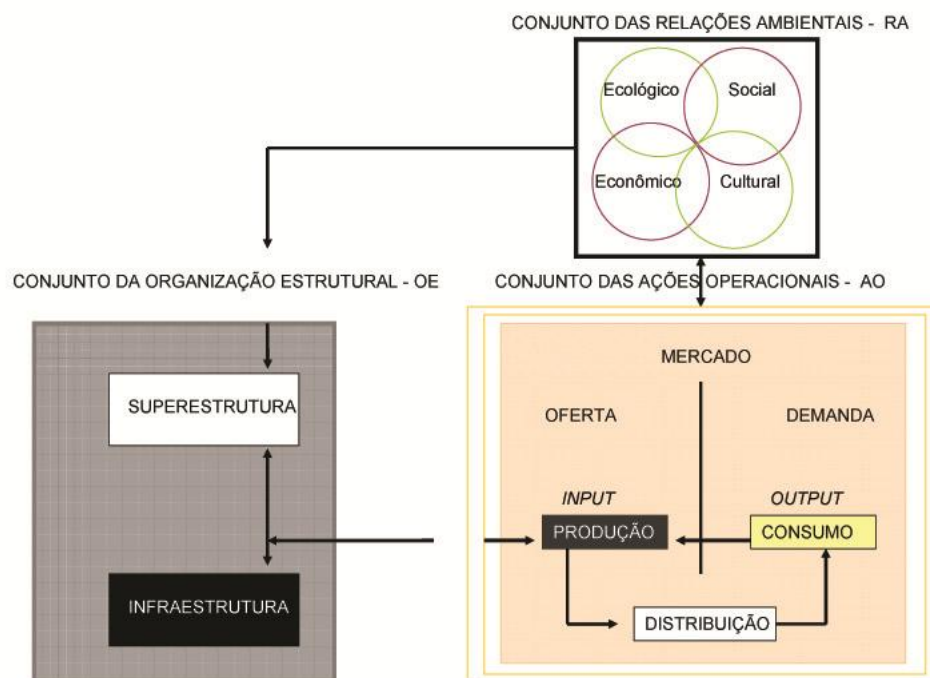 CONJUNTO DAS RELAÇÕES AMBIENTAIS - RA
Ecológico
Social
Econômico
Cultural
CONJUNTO DA ORGANIZAÇÃO ESTRUTURAL - OE
CONJUNTO DAS AÇÕES OPERACIONAIS - AO
SUPERESTRUTURA
INFRAESTRUTURA
MERCADO
OFERTA
DEMANDA
INPUT
OUTPUT
PRODUÇÃO
CONSUMO
DISTRIBUIÇÃO